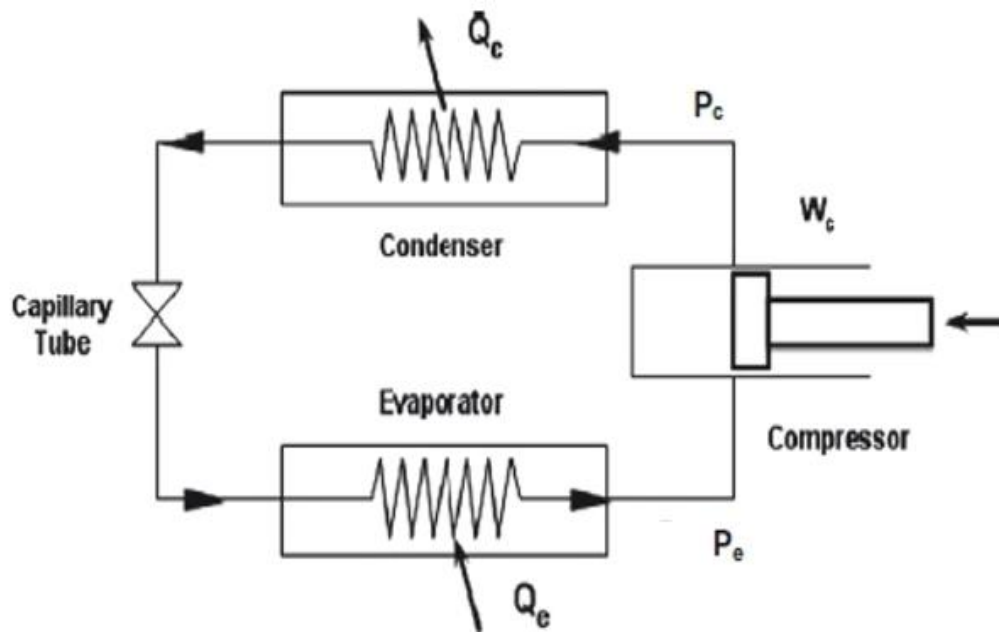 Q̄c
Pc
Wc
Condenser
Capillary
Tube
Evaporator
Compressor
Pe
Qe